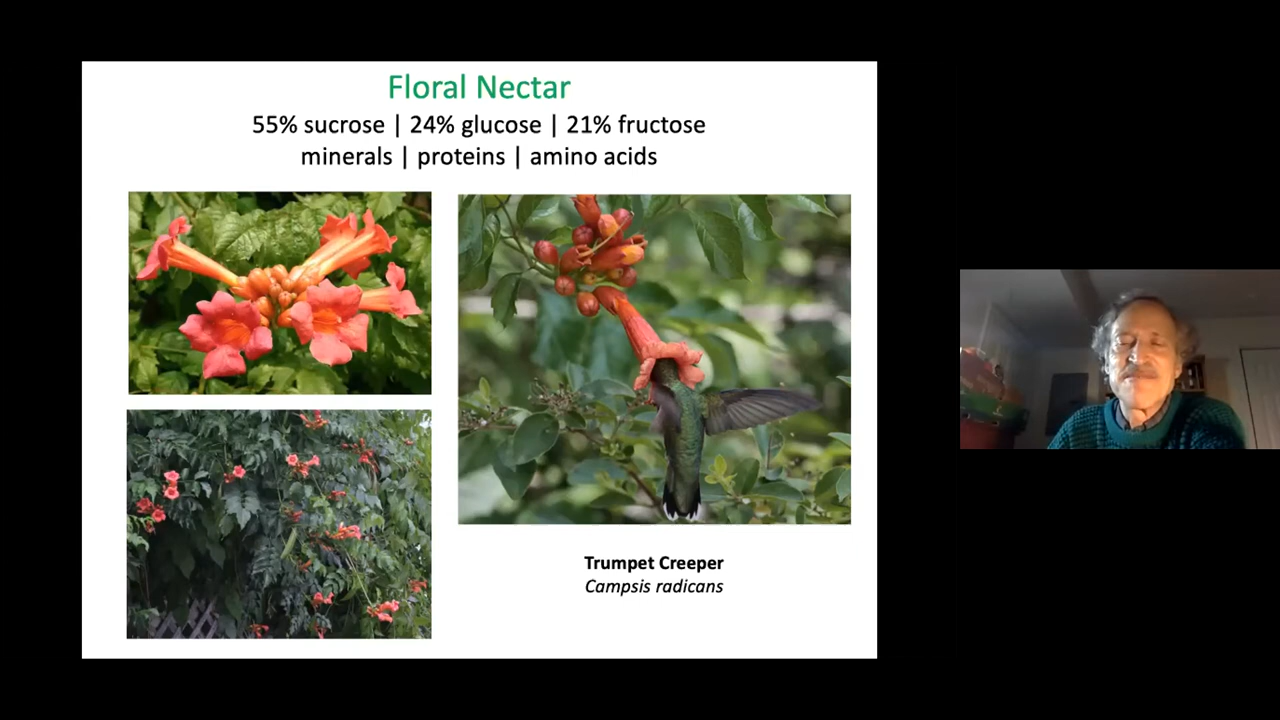 Floral Nectar
55% sucrose | 24% glucose | 21% fructose
minerals | proteins | amino acids
Trumpet Creeper
Campsis radicans